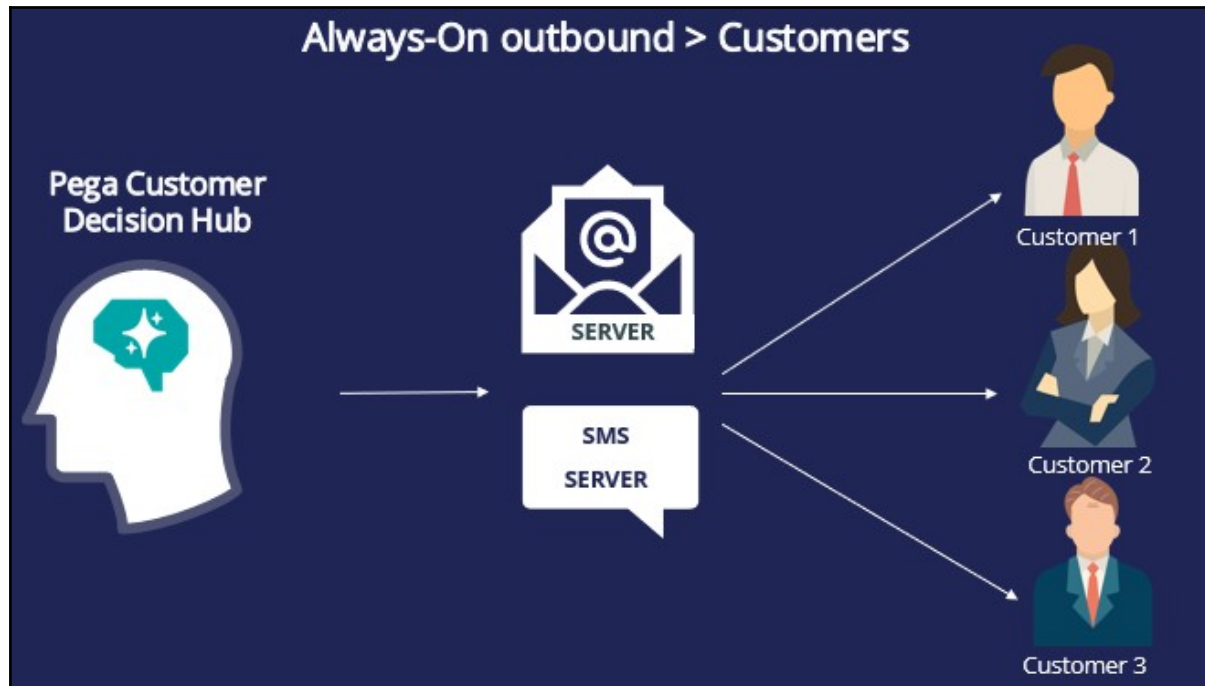 Always-On outbound > Customers
Pega Customer
Decision Hub
@
SERVER
SMS
SERVER
Customer 1
Customer 2
Customer 3